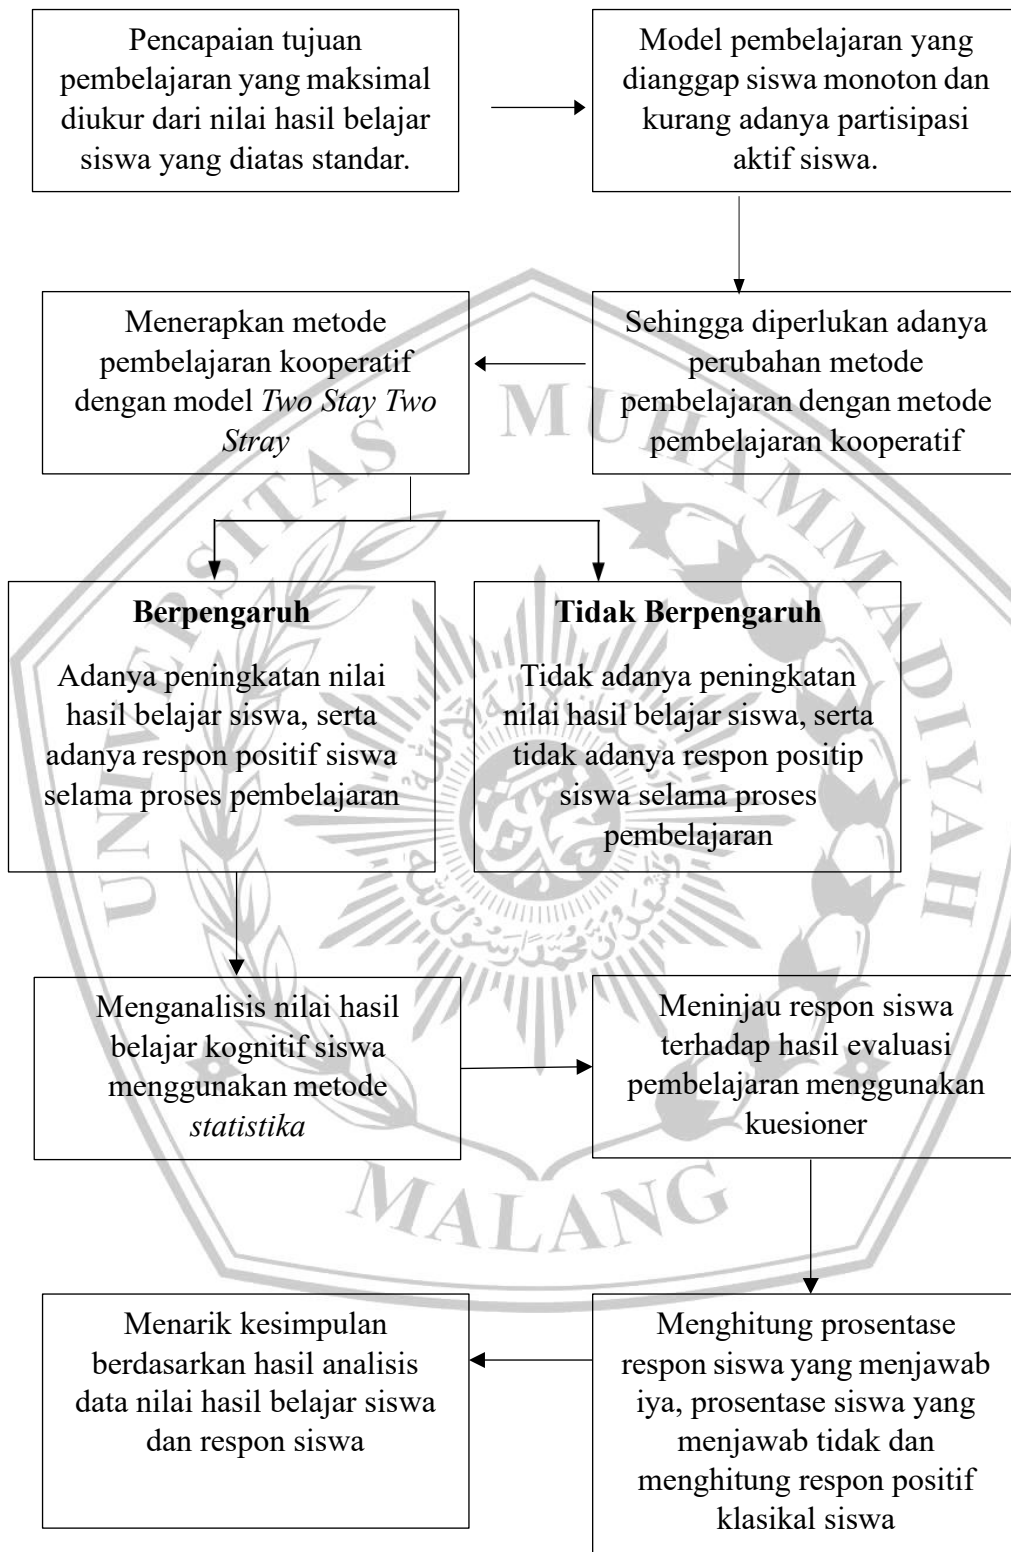 Pencapaian tujuan
pembelajaran yang maksimal
diukur dari nilai hasil belajar
siswa yang diatas standar.
Model pembelajaran yang
dianggap siswa monoton dan
kurang adanya partisipasi
aktif siswa.
Menerapkan metode
pembelajaran kooperatif
dengan model Two Stay Two
Stray
Sehingga diperlukan adanya
perubahan metode
pembelajaran dengan metode
pembelajaran kooperatif
Berpengaruh
Adanya peningkatan nilai
hasil belajar siswa, serta
adanya respon positif siswa
selama proses pembelajaran
Tidak Berpengaruh
Tidak adanya peningkatan
nilai hasil belajar siswa, serta
tidak adanya respon positip
siswa selama proses
pembelajaran
Menganalisis nilai hasil
belajar kognitif siswa
menggunakan metode
statistika
Meninjau respon siswa
terhadap hasil evaluasi
pembelajaran menggunakan
kuesioner
Menarik kesimpulan
berdasarkan hasil analisis
data nilai hasil belajar siswa
dan respon siswa
Menghitung prosentase
respon siswa yang menjawab
iya, prosentase siswa yang
menjawab tidak dan
menghitung respon positif
klasikal siswa
UNIVERSITAS MUHAMMADIYAH
MALANG